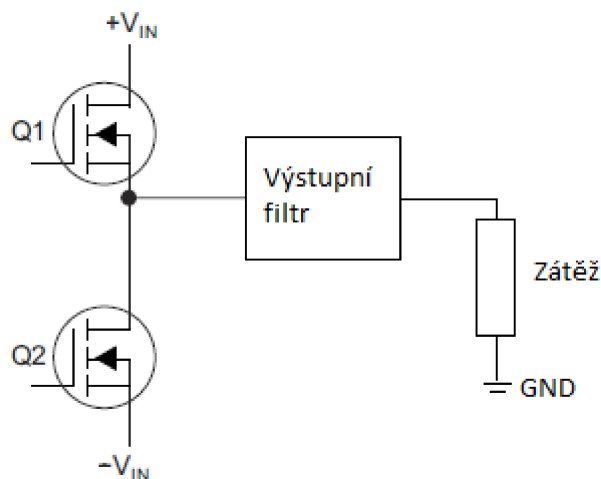 +VIN
Q1
Výstupní
filtr
Zátěž
Q2
GND
−VIN